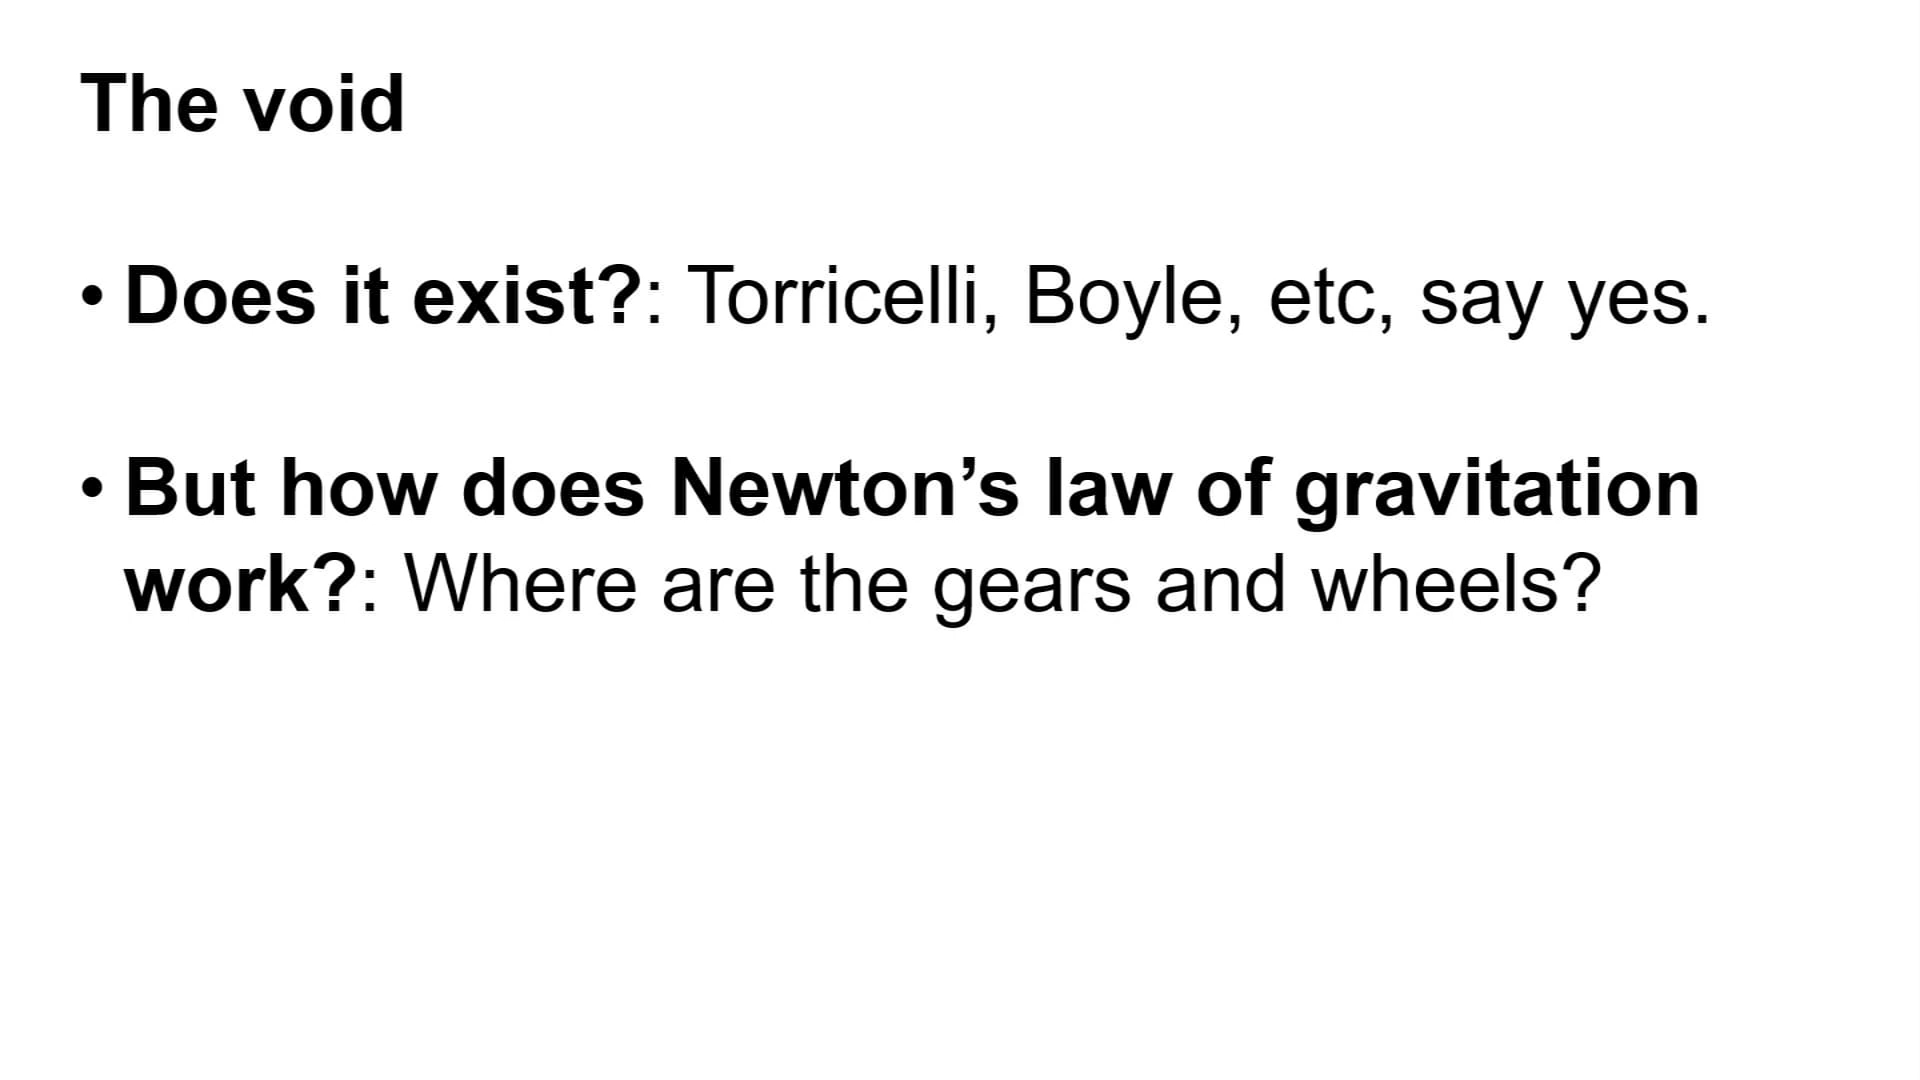 The void
• Does it exist?: Torricelli, Boyle, etc, say yes.
• But how does Newton’s law of gravitation
work?: Where are the gears and wheels?